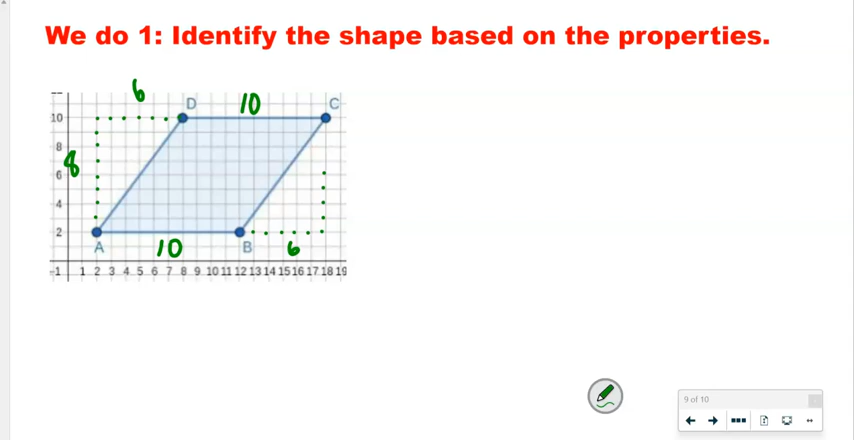 We do 1: Identify the shape based on the properties.
6
D 10 C
10
8
8
6
4
2
A 10 B 6
-1 1 2 3 4 5 6 7 8 9 10 11 12 13 14 15 16 17 18 19
9 of 10